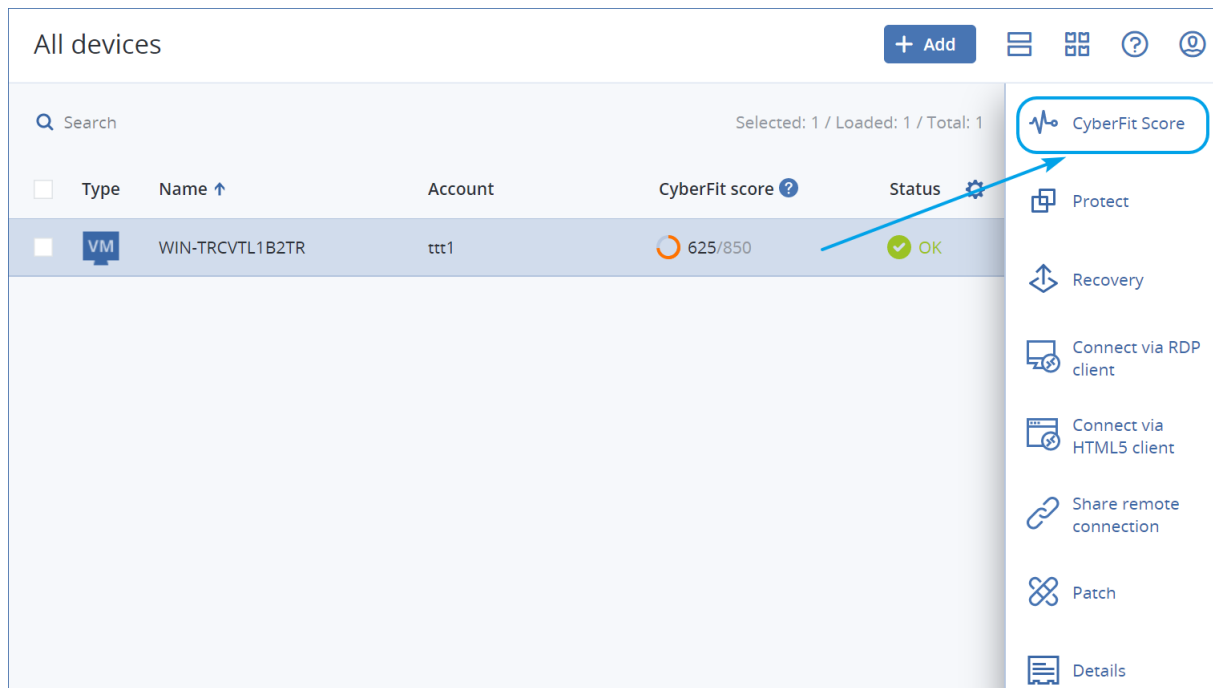 All devices
+ Add
Search
Selected: 1 / Loaded: 1 / Total: 1
Type Name Account CyberFit score ? Status
VM WIN-TRCVTL1B2TR ttt1 625/850 OK
CyberFit Score
Protect
Recovery
Connect via RDP
client
Connect via
HTML5 client
Share remote
connection
Patch
Details